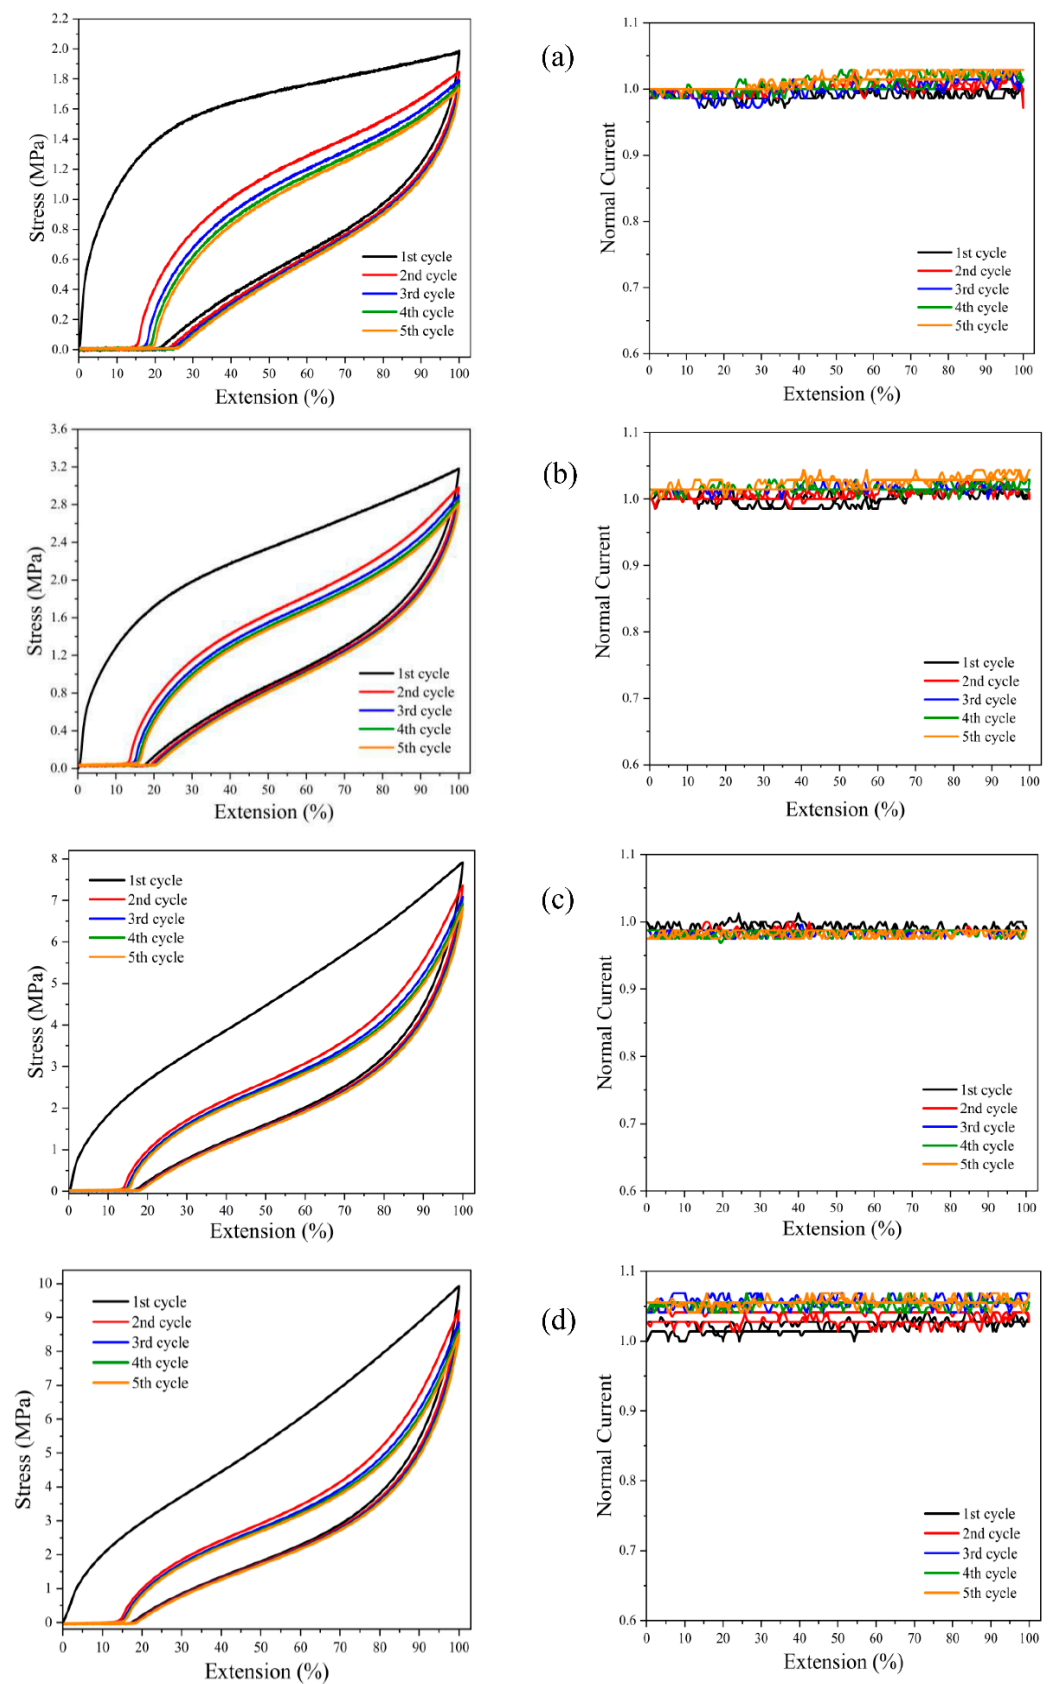 2.2
2.0
1.8
1.6
1.4
1.2
1.0
0.8
0.6
0.4
0.2
0.0
Stress (MPa)
1st cycle
2nd cycle
3rd cycle
4th cycle
5th cycle
0 10 20 30 40 50 60 70 80 90 100
Extension (%)
(a)
1.1
1.0
0.9
0.8
0.7
0.6
Normal Current
1st cycle
2nd cycle
3rd cycle
4th cycle
5th cycle
0 10 20 30 40 50 60 70 80 90 100
Extension (%)
3.6
3.2
2.8
2.4
2.0
1.6
1.2
0.8
0.4
0.0
Stress (MPa)
1st cycle
2nd cycle
3rd cycle
4th cycle
5th cycle
0 10 20 30 40 50 60 70 80 90 100
Extension (%)
(b)
1.1
1.0
0.9
0.8
0.7
0.6
Normal Current
1st cycle
2nd cycle
3rd cycle
4th cycle
5th cycle
0 10 20 30 40 50 60 70 80 90 100
Extension (%)
8
7
6
5
4
3
2
1
0
Stress (MPa)
1st cycle
2nd cycle
3rd cycle
4th cycle
5th cycle
0 10 20 30 40 50 60 70 80 90 100
Extension (%)
(c)
1.1
1.0
0.9
0.8
0.7
0.6
Normal Current
1st cycle
2nd cycle
3rd cycle
4th cycle
5th cycle
0 10 20 30 40 50 60 70 80 90 100
Extension (%)
10
9
8
7
6
5
4
3
2
1
0
Stress (MPa)
1st cycle
2nd cycle
3rd cycle
4th cycle
5th cycle
0 10 20 30 40 50 60 70 80 90 100
Extension (%)
(d)
1.1
1.0
0.9
0.8
0.7
0.6
Normal Current
1st cycle
2nd cycle
3rd cycle
4th cycle
5th cycle
0 10 20 30 40 50 60 70 80 90 100
Extension (%)